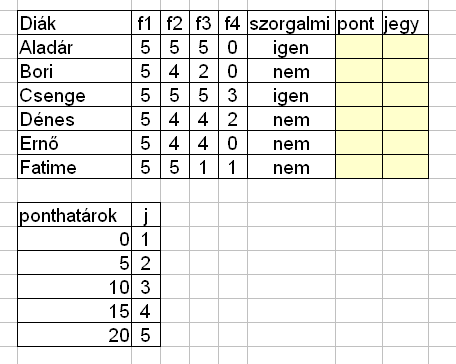 Diák f1 f2 f3 f4 szorgalmi pont jegy
Aladár 5 5 5 0 igen
Bori 5 4 2 0 nem
Csenge 5 5 5 3 igen
Dénes 5 4 4 2 nem
Ernő 5 4 4 0 nem
Fatime 5 5 1 1 nem
ponthatárok j
0 1
5 2
10 3
15 4
20 5